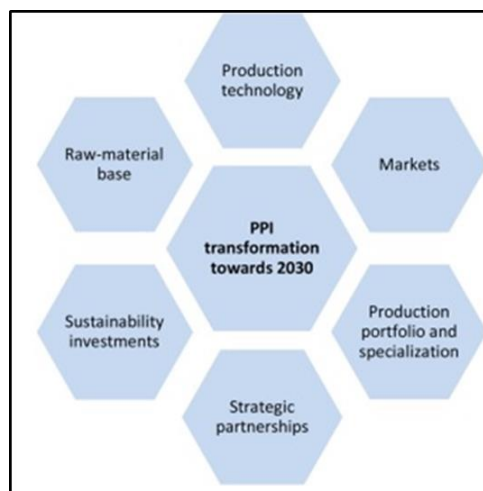 Production
technology
Raw-material
base
Markets
PPI
transformation
towards 2030
Sustainability
investments
Production
portfolio and
specialization
Strategic
partnerships